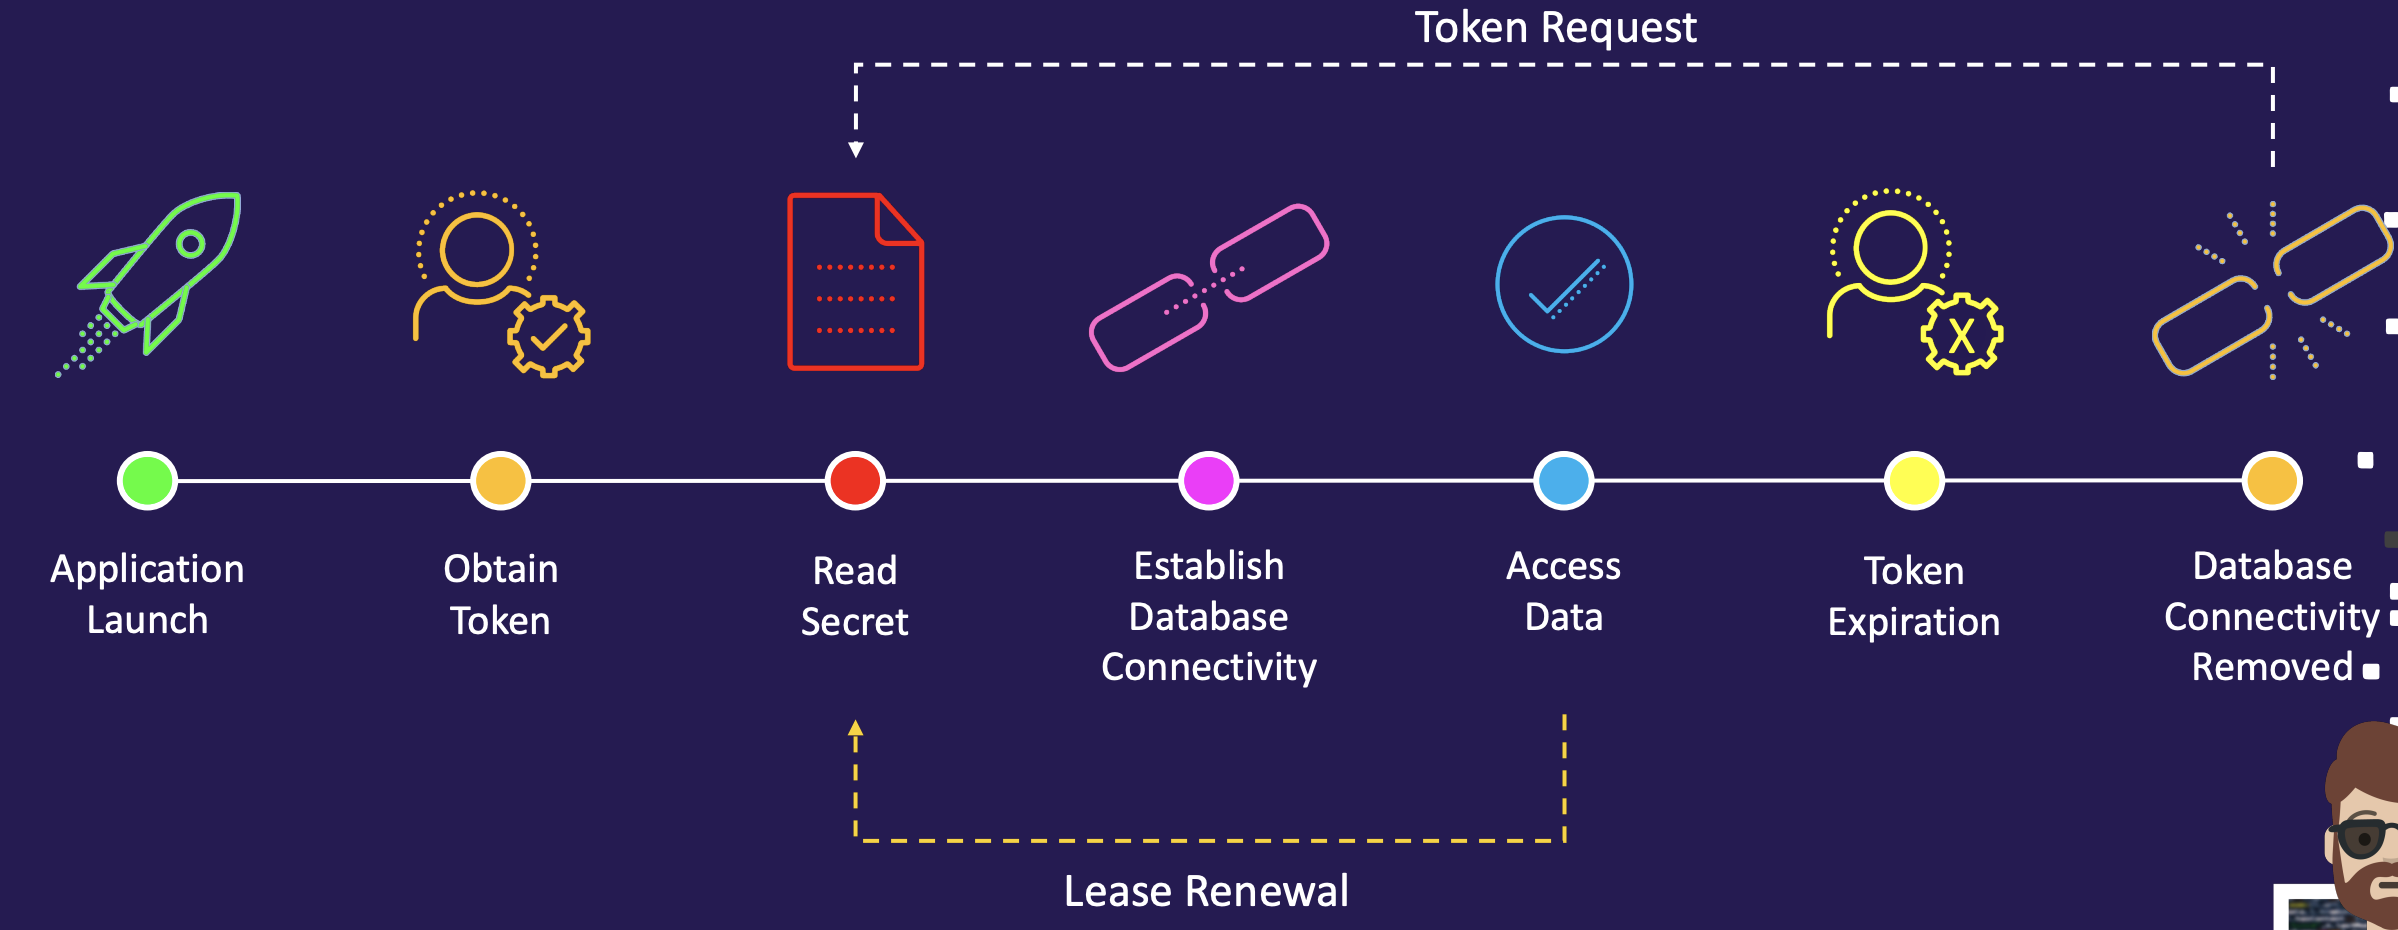 Token Request
X
Application
Launch
Obtain
Token
Read
Secret
Establish
Database
Connectivity
Access
Data
Token
Expiration
Database
Connectivity
Removed
Lease Renewal